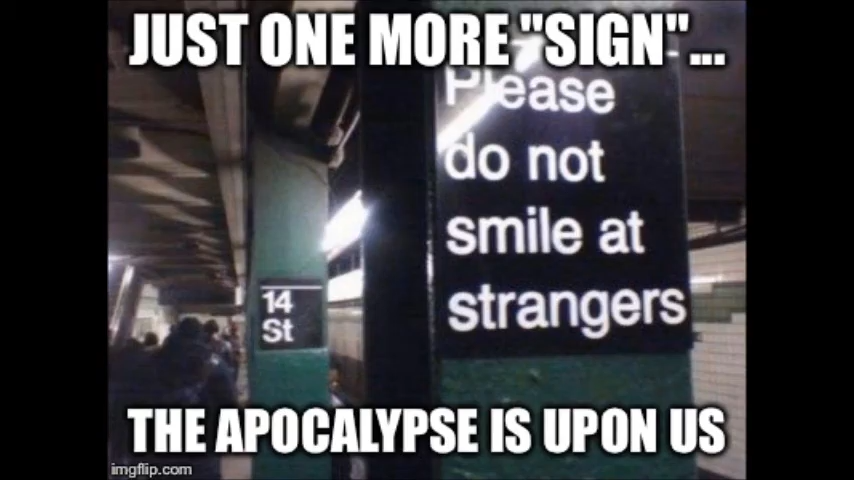 JUST ONE MORE "SIGN"...
Please
do not
smile at
strangers
14
St
THE APOCALYPSE IS UPON US
imgflip.com